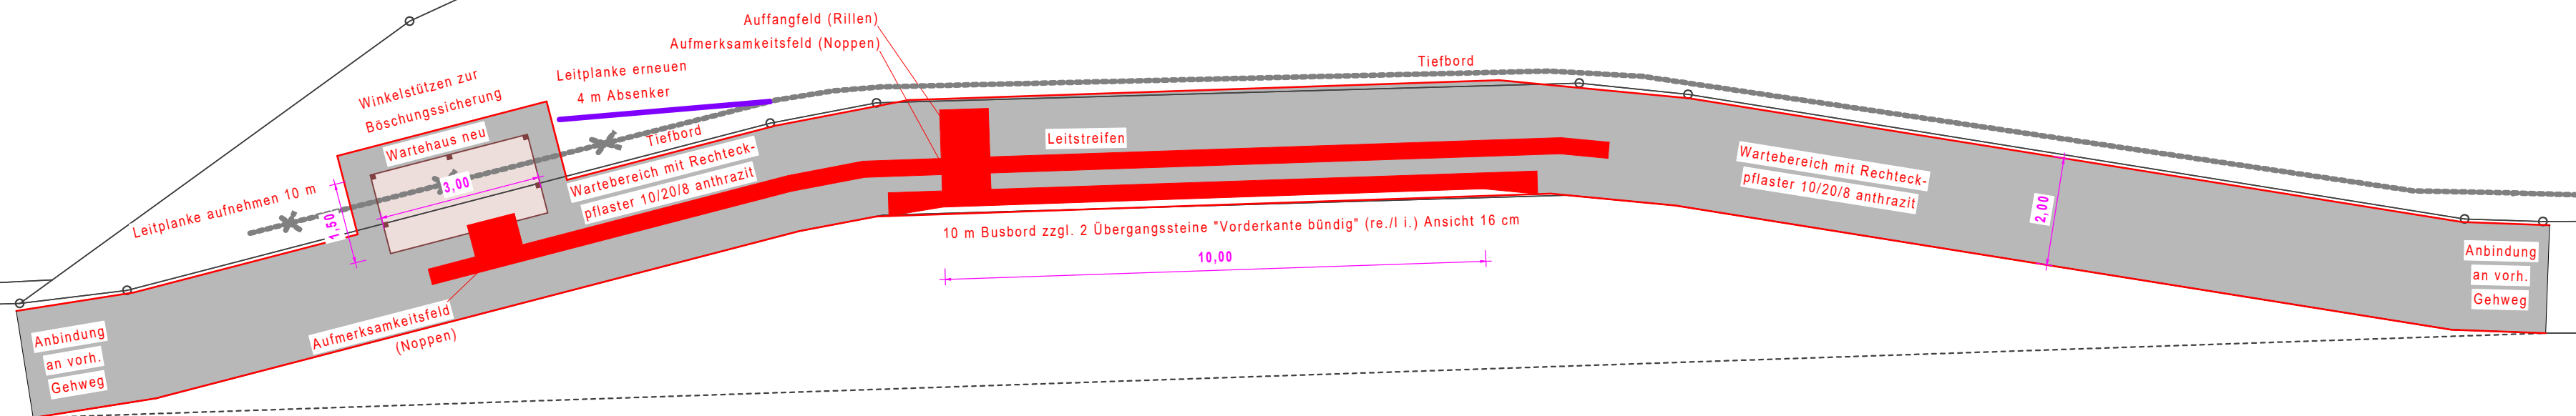 Auffangfeld (Rillen)
Aufmerksamkeitsfeld (Noppen)
Winkelstützen zur
Böschungssicherung
Leitplanke erneuen
4 m Absenker
Tiefbord
Wartehaus neu
Tiefbord
Leitstreifen
Wartebereich mit Rechteck-
pflaster 10/20/8 anthrazit
Wartebereich mit Rechteck-
pflaster 10/20/8 anthrazit
3,00
Leitplanke aufnehmen 10 m
1,50
2,00
10 m Busbord zzgl. 2 Übergangssteine "Vorderkante bündig" (re./l i.) Ansicht 16 cm
10,00
Anbindung
an vorh.
Gehweg
Aufmerksamkeitsfeld
(Noppen)
Anbindung
an vorh.
Gehweg